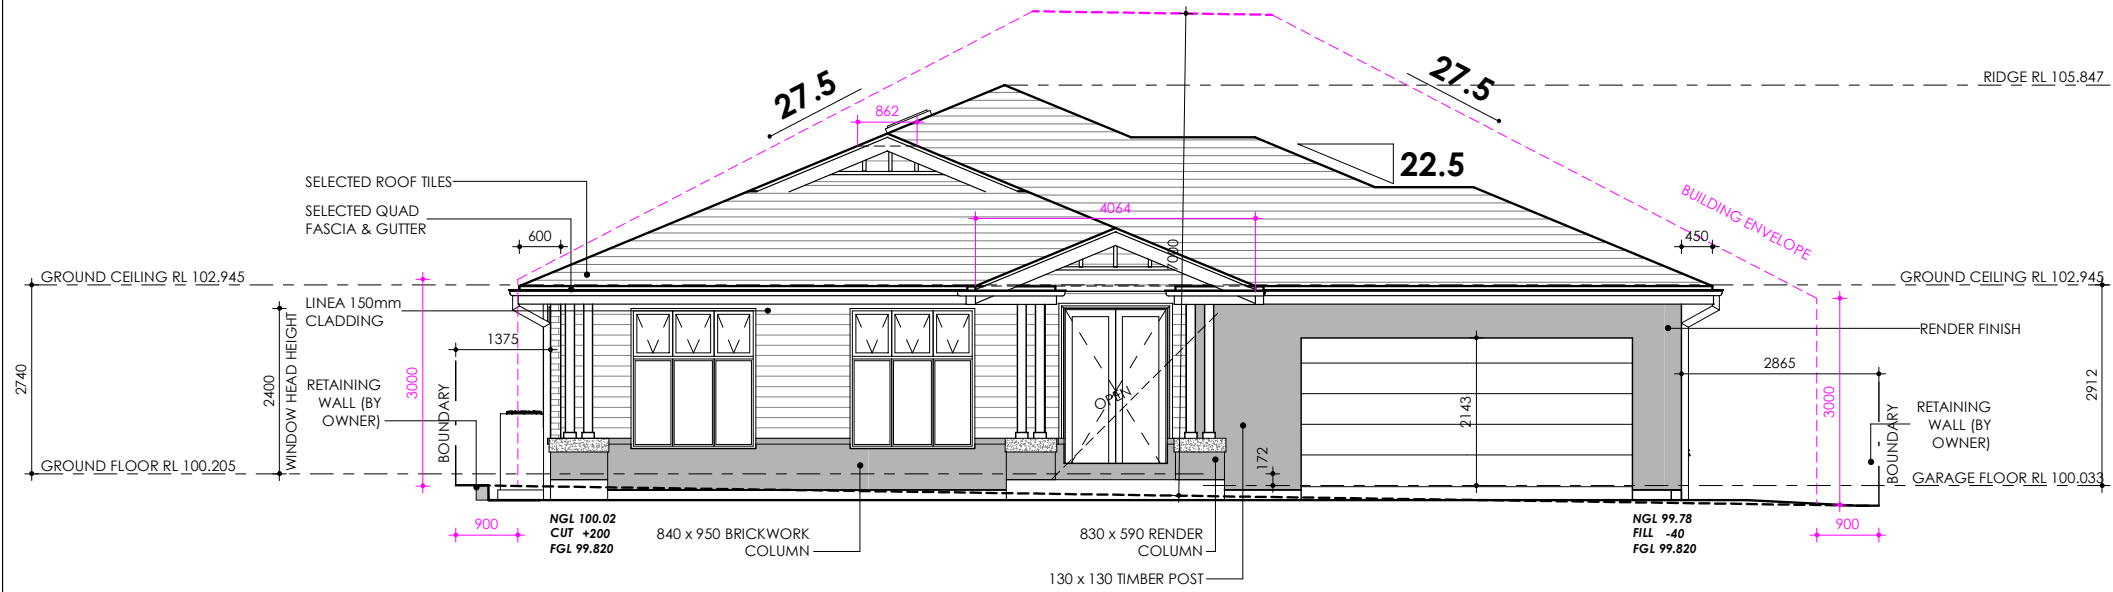 27.5
27.5
RIDGE RL 105.847
862
22.5
SELECTED ROOF TILES
SELECTED QUAD
FASCIA & GUTTER
4064
BUILDING ENVELOPE
600
450
GROUND CEILING RL 102.945
GROUND CEILING RL 102.945
LINEA 150mm
CLADDING
RENDER FINISH
1375
2865
2740
2400
WINDOW HEAD HEIGHT
3000
BOUNDARY
RETAINING
WALL (BY
OWNER)
OPEN
2143
3000
2912
BOUNDARY
RETAINING
WALL (BY
OWNER)
172
GROUND FLOOR RL 100.205
GARAGE FLOOR RL 100.033
900
NGL 100.02
CUT +200
FGL 99.820
840 x 950 BRICKWORK
COLUMN
830 x 590 RENDER
COLUMN
130 x 130 TIMBER POST
NGL 99.78
FILL -40
FGL 99.820
900